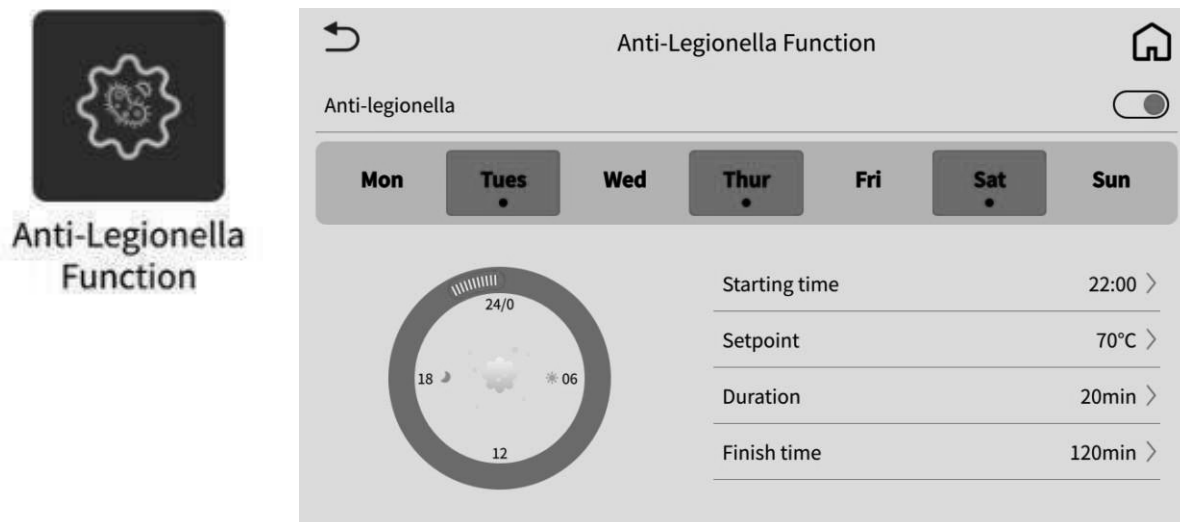 Anti-Legionella
Function
Anti-Legionella Function
Anti-legionella
Mon Tues Wed Thur Fri Sat Sun
24/0
18 06
12
Starting time 22:00
Setpoint 70°C
Duration 20min
Finish time 120min